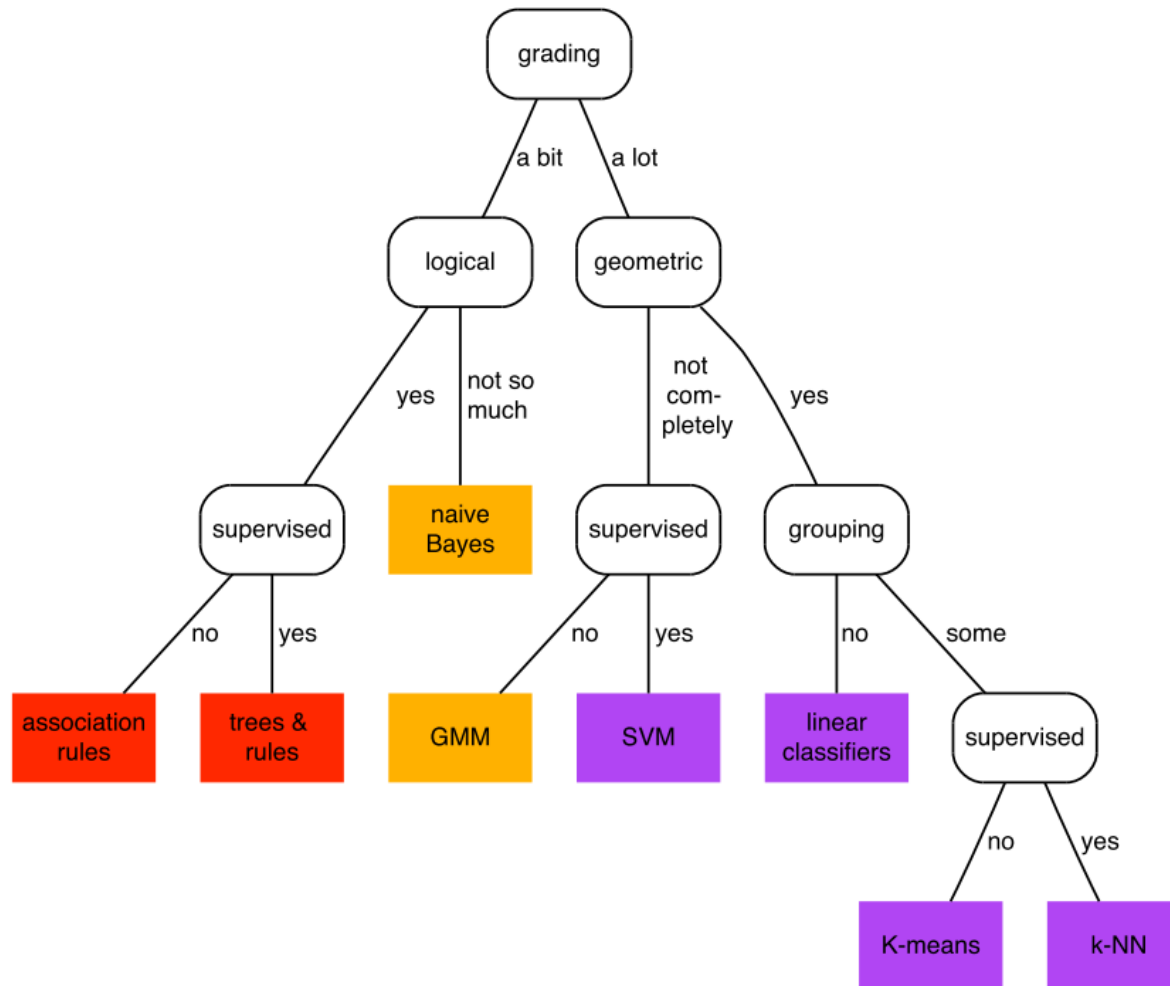 grading
a bit
a lot
logical
geometric
yes
not so
much
not
com-
pletely
yes
supervised
naive
Bayes
supervised
grouping
no
yes
no
yes
no
some
association
rules
trees &
rules
GMM
SVM
linear
classifiers
supervised
no
yes
K-means
k-NN